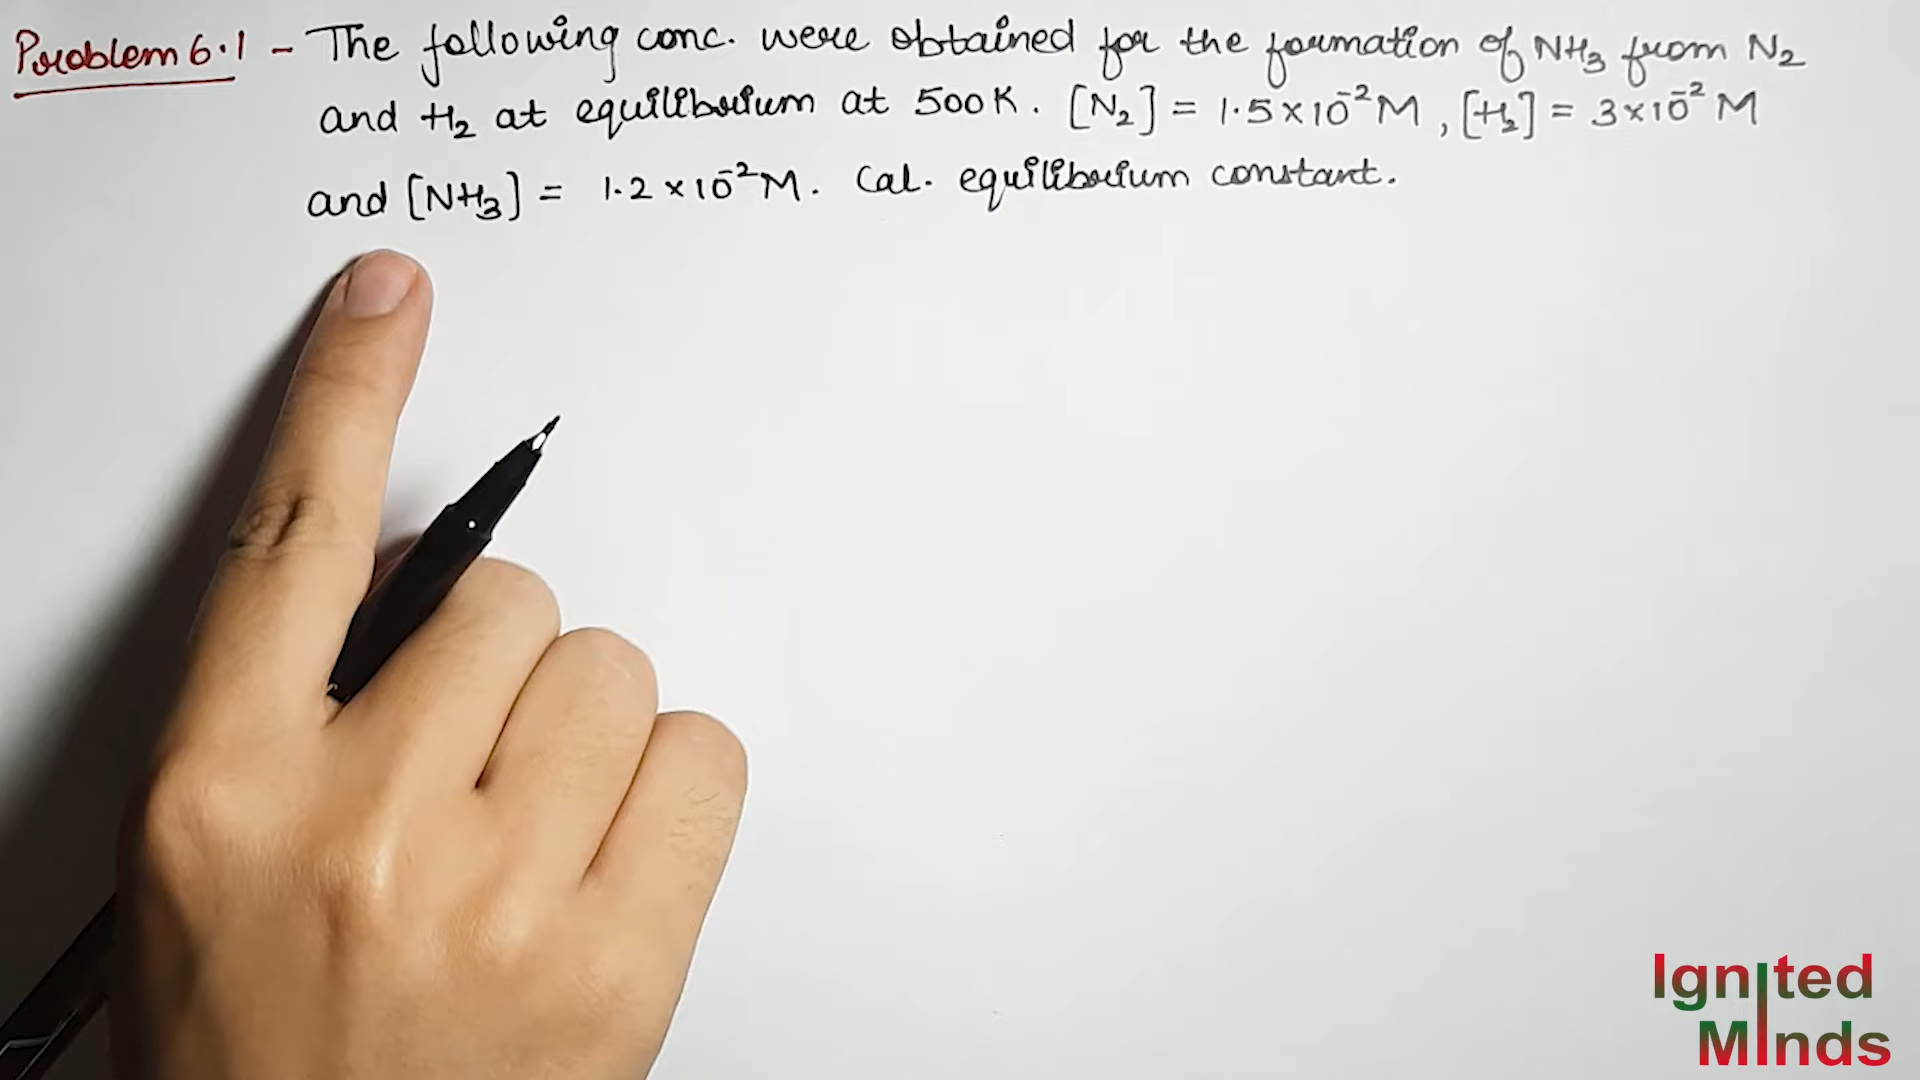 Problem 6.1 - The following conc. were obtained for the formation of NH₃ from N₂
and H₂ at equilibrium at 500K. [N₂] = 1.5×10⁻²M, [H₂] = 3×10⁻²M
and [NH₃] = 1.2×10⁻²M. Cal. equilibrium constant.
Ignited
Minds